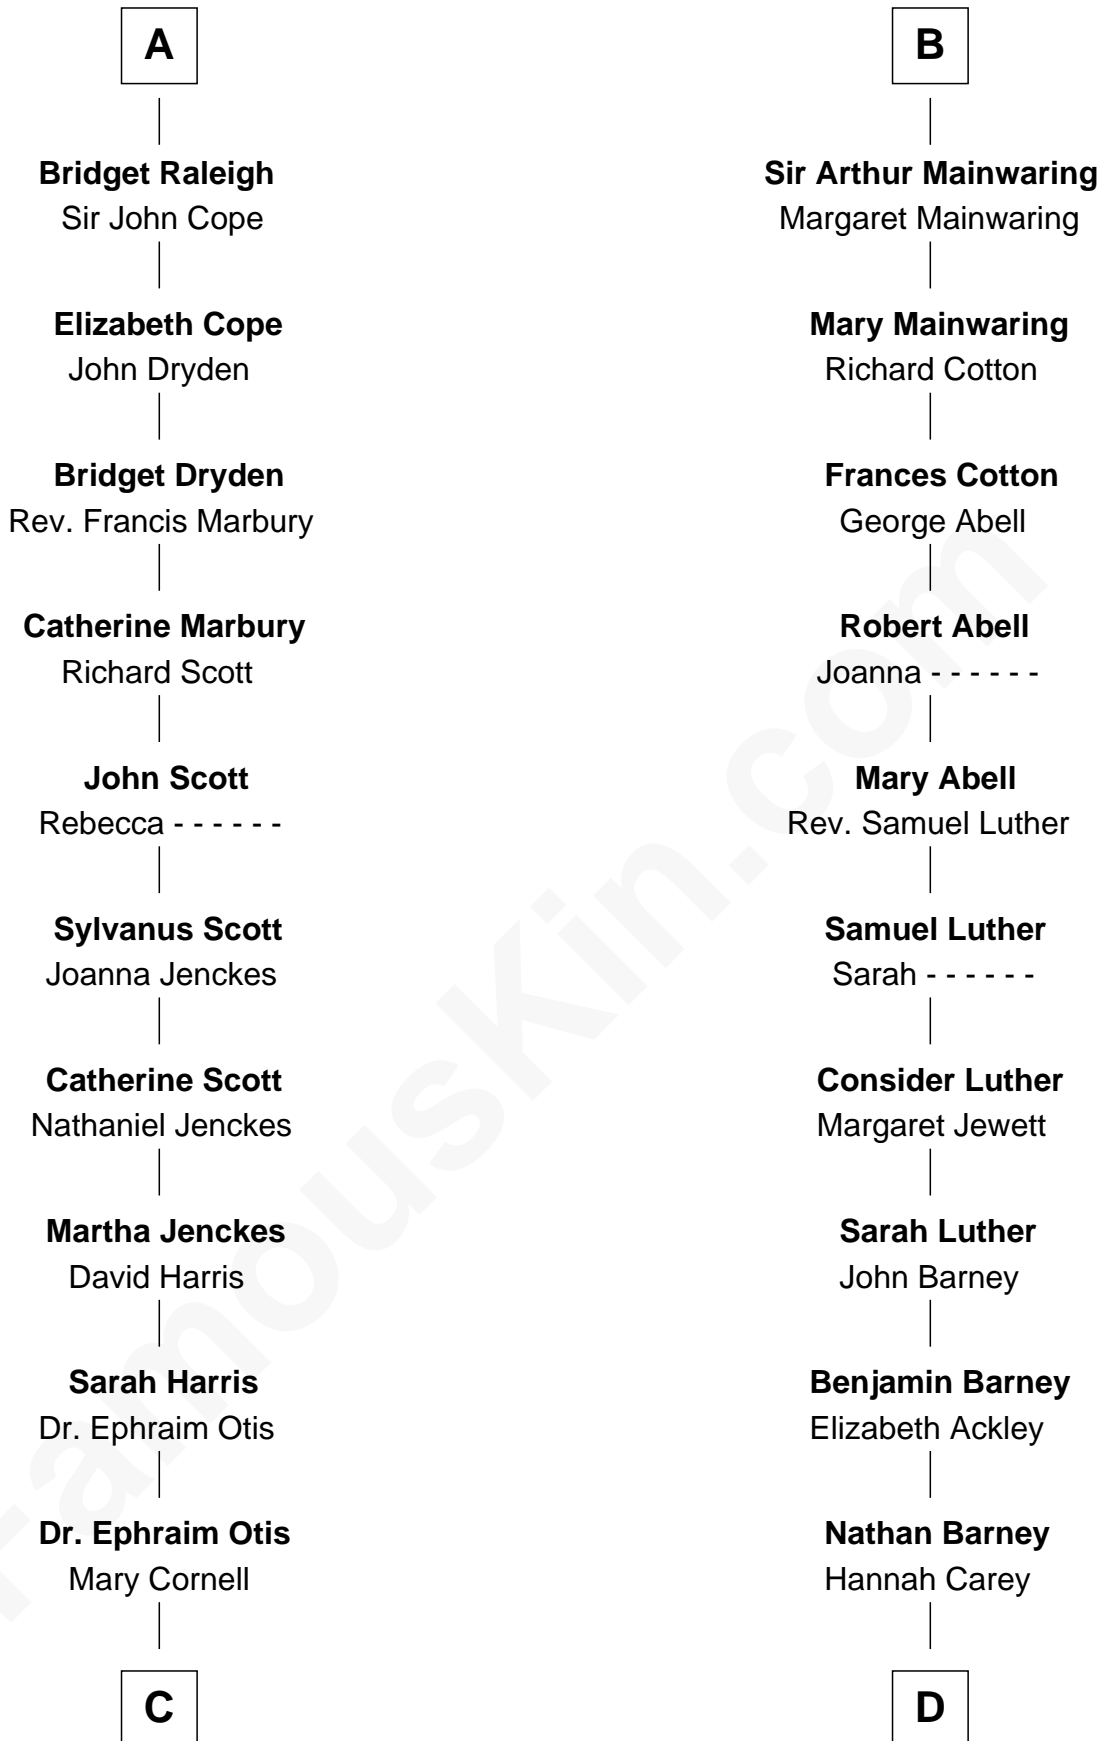 A
Bridget Raleigh
Sir John Cope
Elizabeth Cope
John Dryden
Bridget Dryden
Rev. Francis Marbury
Catherine Marbury
Richard Scott
John Scott
Rebecca - - - - - -
Sylvanus Scott
Joanna Jenckes
Catherine Scott
Nathaniel Jenckes
Martha Jenckes
David Harris
Sarah Harris
Dr. Ephraim Otis
Dr. Ephraim Otis
Mary Cornell
C
B
Sir Arthur Mainwaring
Margaret Mainwaring
Mary Mainwaring
Richard Cotton
Frances Cotton
George Abell
Robert Abell
Joanna - - - - - -
Mary Abell
Rev. Samuel Luther
Samuel Luther
Sarah - - - - - -
Consider Luther
Margaret Jewett
Sarah Luther
John Barney
Benjamin Barney
Elizabeth Ackley
Nathan Barney
Hannah Carey
D
FamousKin.com